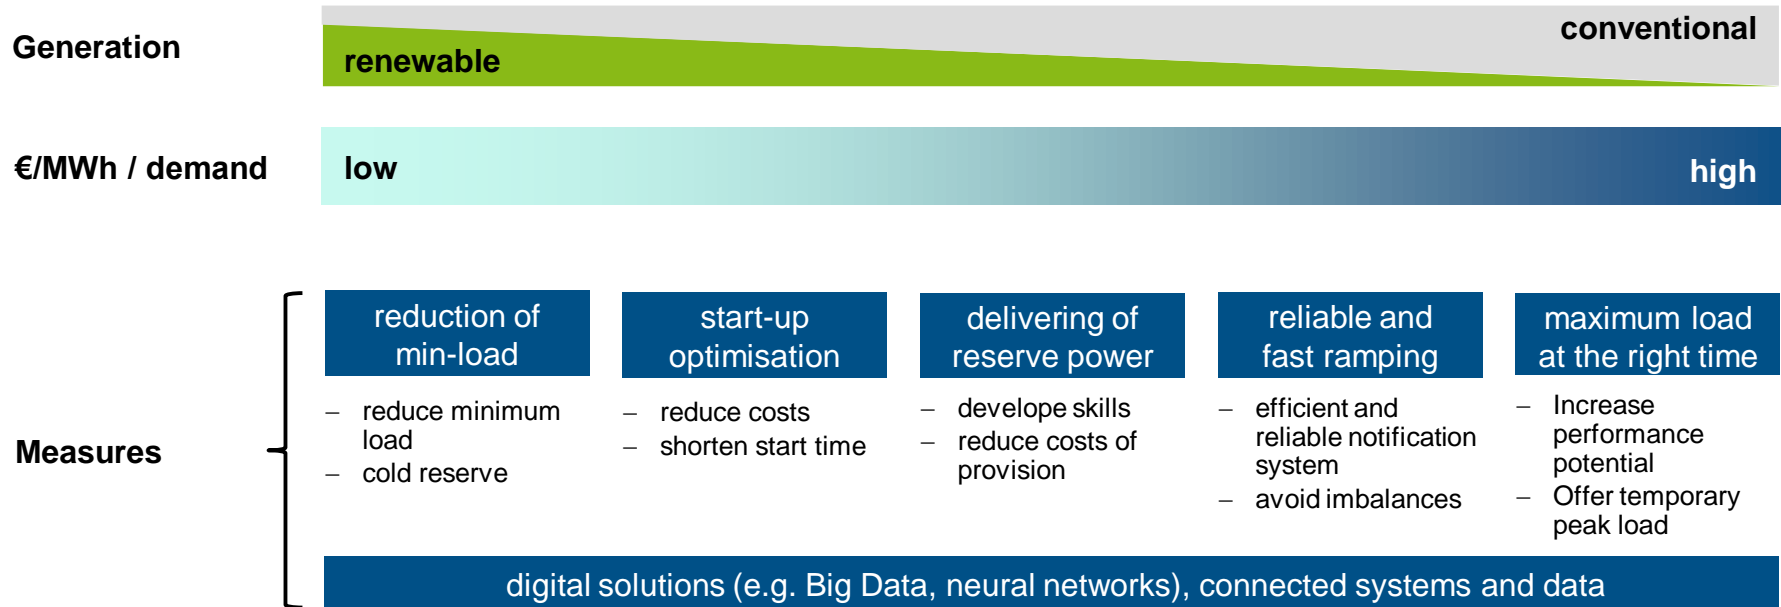 Generation
conventional
renewable
€/MWh / demand
low
high
Measures
reduction of
min-load
– reduce minimum
load
– cold reserve
start-up
optimisation
– reduce costs
– shorten start time
delivering of
reserve power
– develope skills
– reduce costs of
provision
reliable and
fast ramping
– efficient and
reliable notification
system
– avoid imbalances
maximum load
at the right time
– Increase
performance
potential
– Offer temporary
peak load
digital solutions (e.g. Big Data, neural networks), connected systems and data